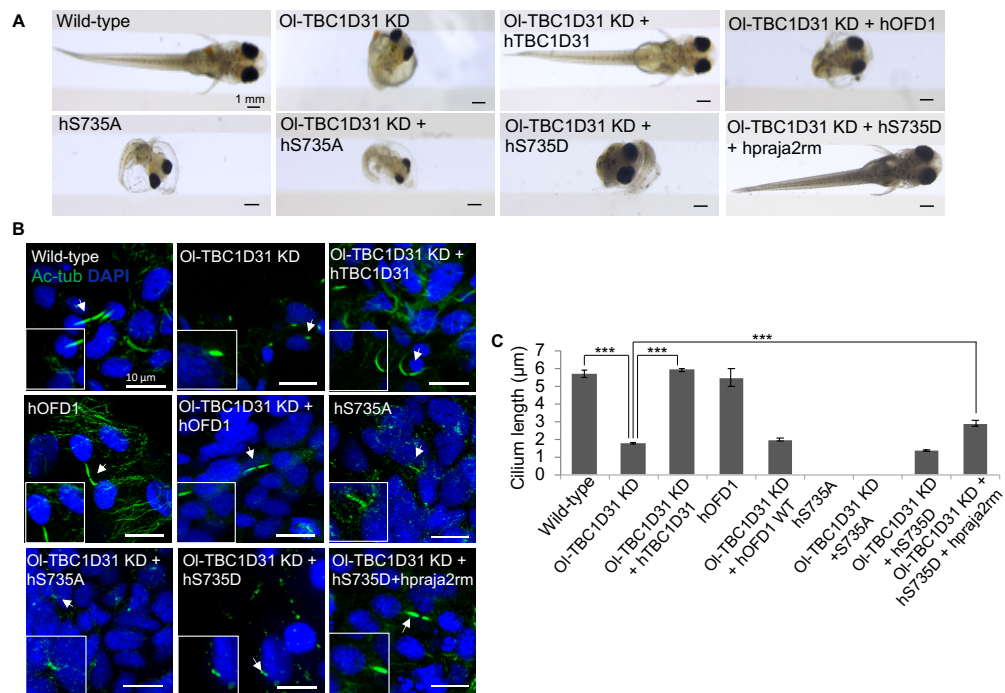 A
Wild-type
1 mm
Ol-TBC1D31 KD
Ol-TBC1D31 KD +
hTBC1D31
Ol-TBC1D31 KD + hOFD1
hS735A
Ol-TBC1D31 KD +
hS735A
Ol-TBC1D31 KD +
hS735D
Ol-TBC1D31 KD + hS735D
+ hpraja2rm
B
Wild-type
Ac-tub DAPI
10 µm
Ol-TBC1D31 KD
Ol-TBC1D31 KD +
hTBC1D31
hOFD1
Ol-TBC1D31 KD +
hOFD1
hS735A
Ol-TBC1D31 KD +
hS735A
Ol-TBC1D31 KD +
hS735D
Ol-TBC1D31 KD +
hS735D+hpraja2rm
C
Cilium length (µm)
7
6
5
4
3
2
1
0
***
***
***
Wild-type
Ol-TBC1D31 KD
Ol-TBC1D31 KD
+ hTBC1D31
hOFD1
Ol-TBC1D31 KD
+ hOFD1 WT
hS735A
Ol-TBC1D31 KD
+S735A
Ol-TBC1D31 KD
+ hS735D
Ol-TBC1D31 KD +
hS735D + hpraja2rm